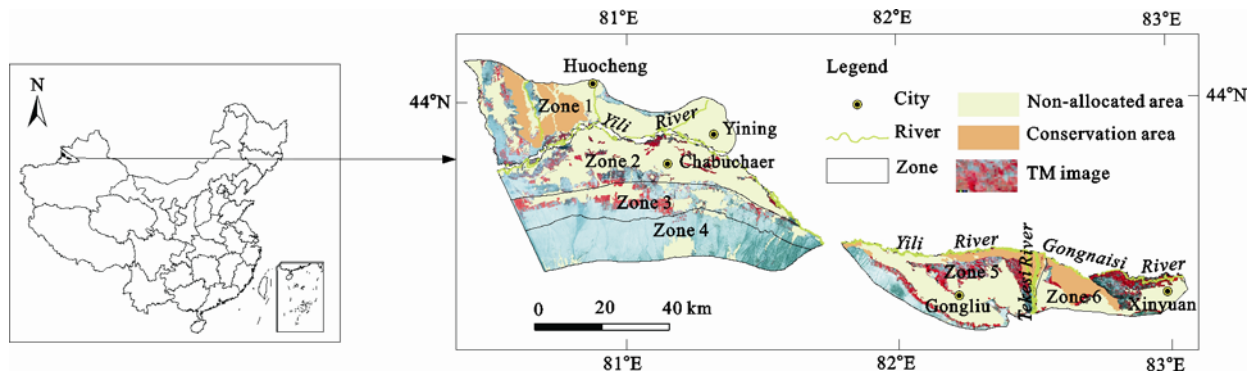 N
81°E
82°E
83°E
44°N
44°N
Huocheng
Zone 1
Yili River
Yining
Zone 2
Chabuchaer
Zone 3
Zone 4
Legend
City
River
Zone
Non-allocated area
Conservation area
TM image
Yili River
Gongnaisi River
Tekesi River
Zone 5
Gongliu
Zone 6
Xinyuan
0 20 40 km
81°E
82°E
83°E